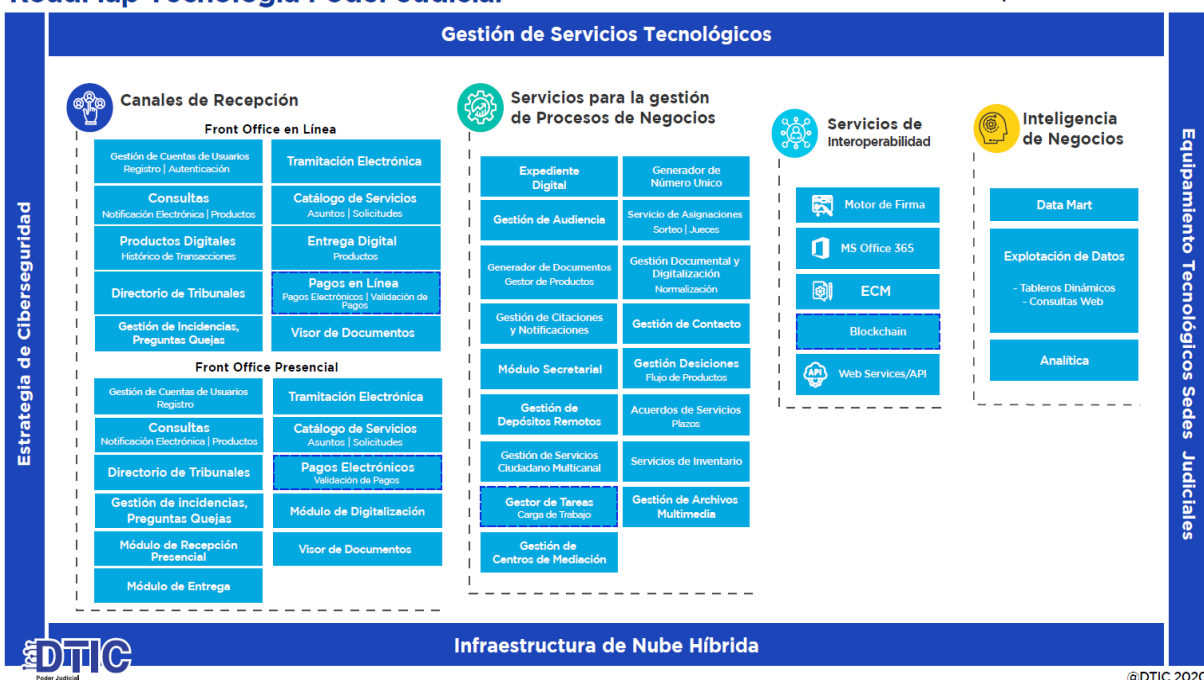 RoadMap Tecnología Poder Judicial
Gestión de Servicios Tecnológicos
Estrategia de Ciberseguridad
Canales de Recepción
Front Office en Línea
Gestión de Cuentas de Usuarios
Registro | Autenticación
Tramitación Electrónica
Consultas
Notificación Electrónica | Productos
Catálogo de Servicios
Asuntos | Solicitudes
Productos Digitales
Histórico de Transacciones
Entrega Digital
Productos
Directorio de Tribunales
Pagos en Línea
Pagos Electrónicos | Validación de
Pagos
Gestión de Incidencias,
Preguntas Quejas
Visor de Documentos
Front Office Presencial
Gestión de Cuentas de Usuarios
Registro
Tramitación Electrónica
Consultas
Notificación Electrónica | Productos
Catálogo de Servicios
Asuntos | Solicitudes
Directorio de Tribunales
Pagos Electrónicos
Validación de Pagos
Gestión de incidencias,
Preguntas Quejas
Módulo de Digitalización
Módulo de Recepción
Presencial
Visor de Documentos
Módulo de Entrega
Servicios para la gestión
de Procesos de Negocios
Expediente
Digital
Generador de
Número Unico
Gestión de Audiencia
Servicio de Asignaciones
Sorteo | Jueces
Generador de Documentos
Gestor de Productos
Gestión Documental y
Digitalización
Normalización
Gestión de Citaciones
y Notificaciones
Gestión de Contacto
Módulo Secretarial
Gestión Desiciones
Flujo de Productos
Gestión de
Depósitos Remotos
Acuerdos de Servicios
Plazos
Gestión de Servicios
Ciudadano Multicanal
Servicios de Inventario
Gestor de Tareas
Carga de Trabajo
Gestión de Archivos
Multimedia
Gestión de
Centros de Mediación
Servicios de
Interoperabilidad
Motor de Firma
MS Office 365
ECM
Blockchain
API
Web Services/API
Inteligencia
de Negocios
Data Mart
Explotación de Datos
- Tableros Dinámicos
- Consultas Web
Analítica
Equipamiento Tecnológicos Sedes Judiciales
Infraestructura de Nube Híbrida
DTIC
Poder Judicial
@DTIC 2020